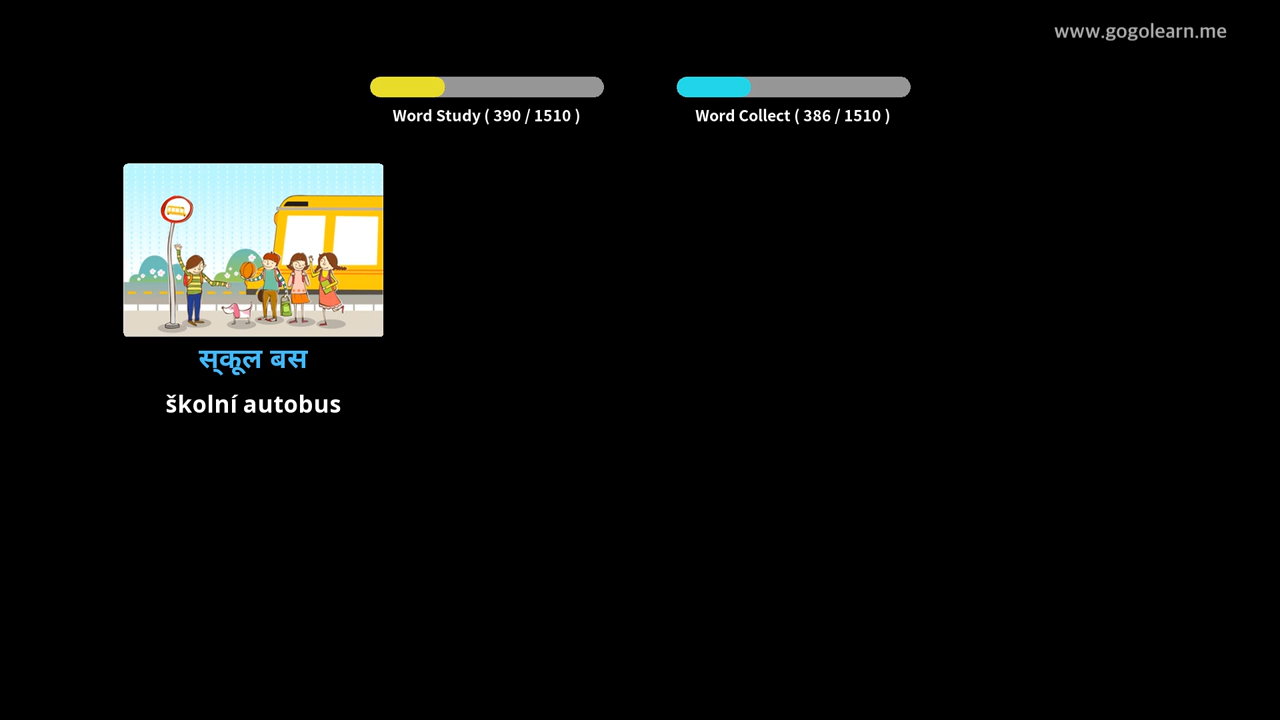 www.gogolearn.me
Word Study ( 390 / 1510 )
Word Collect ( 386 / 1510 )
स्कूल बस
školní autobus